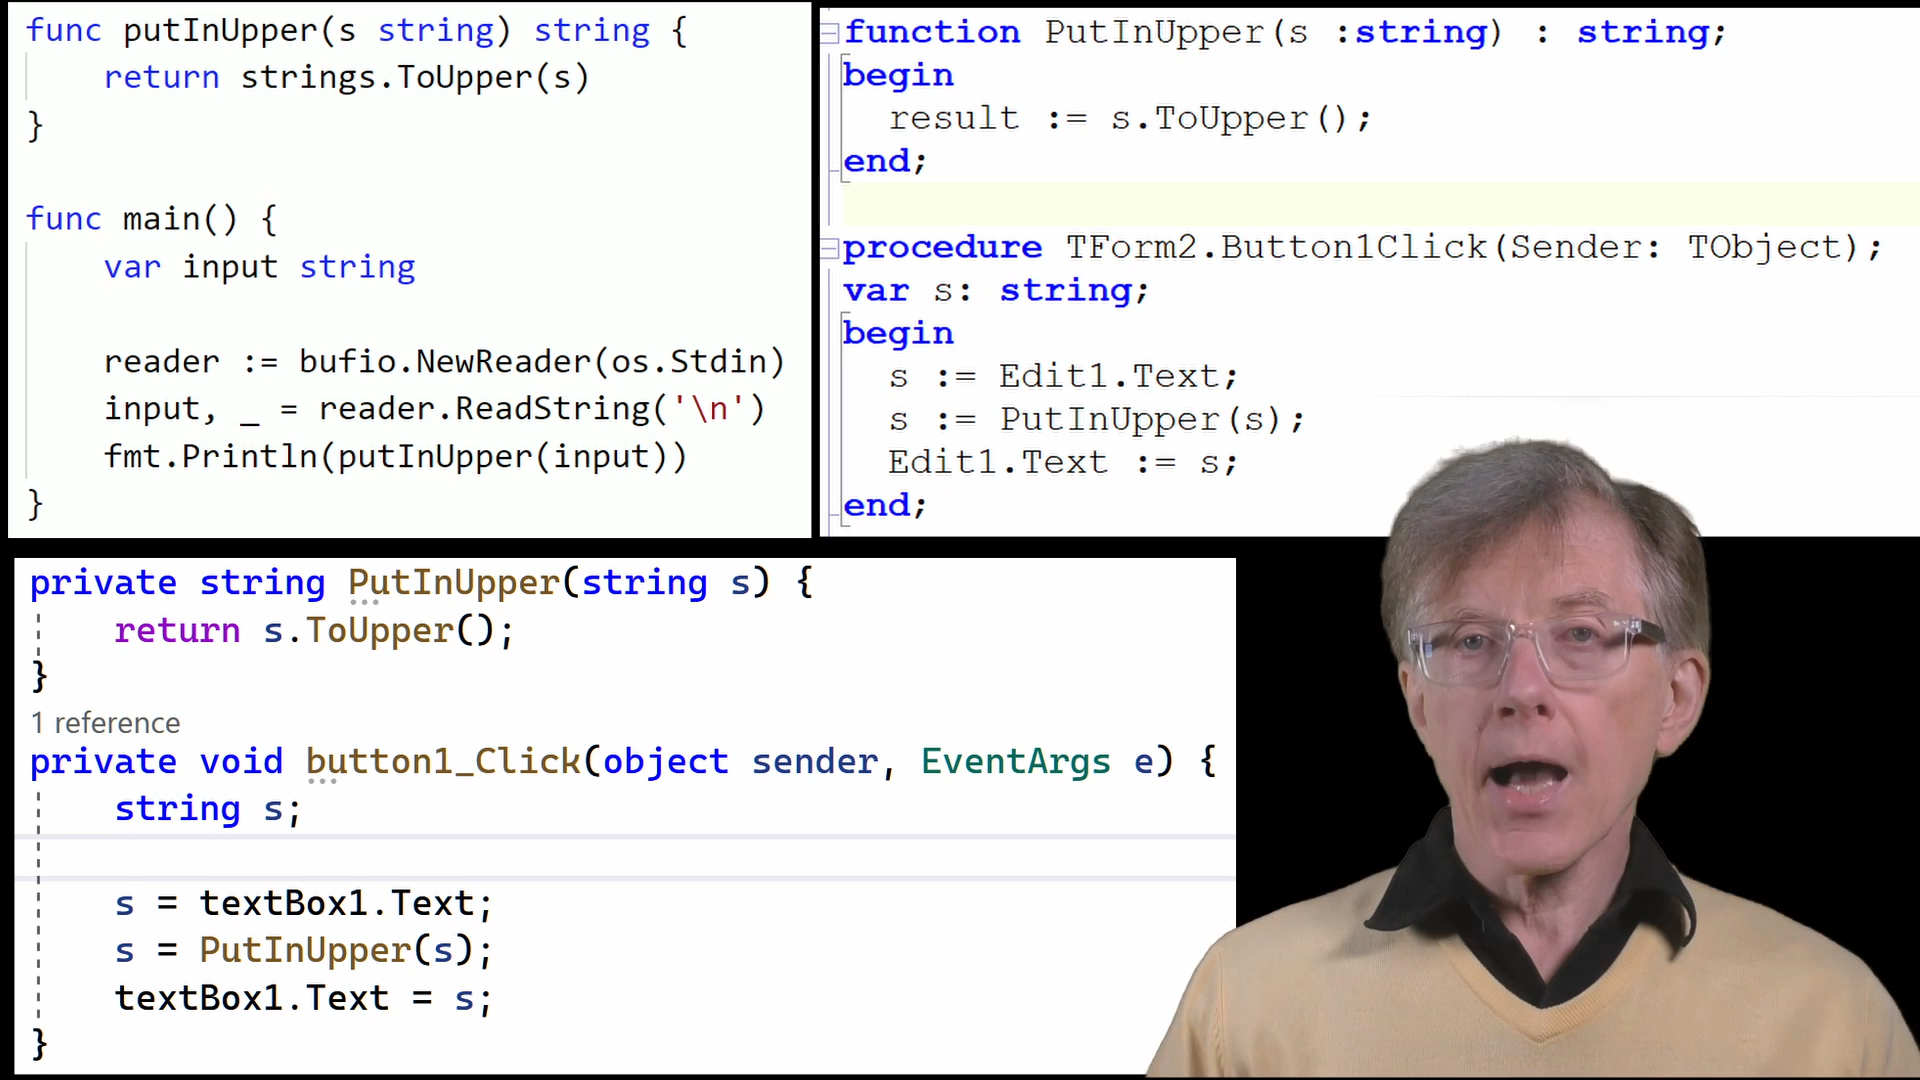 func putInUpper(s string) string {
return strings.ToUpper(s)
}
func main() {
var input string
reader := bufio.NewReader(os.Stdin)
input, _ = reader.ReadString('\n')
fmt.Println(putInUpper(input))
}
function PutInUpper(s :string) : string;
begin
result := s.ToUpper();
end;
procedure TForm2.Button1Click(Sender: TObject);
var s: string;
begin
s := Edit1.Text;
s := PutInUpper(s);
Edit1.Text := s;
end;
private string PutInUpper(string s) {
return s.ToUpper();
}
1 reference
private void button1_Click(object sender, EventArgs e) {
string s;
s = textBox1.Text;
s = PutInUpper(s);
textBox1.Text = s;
}